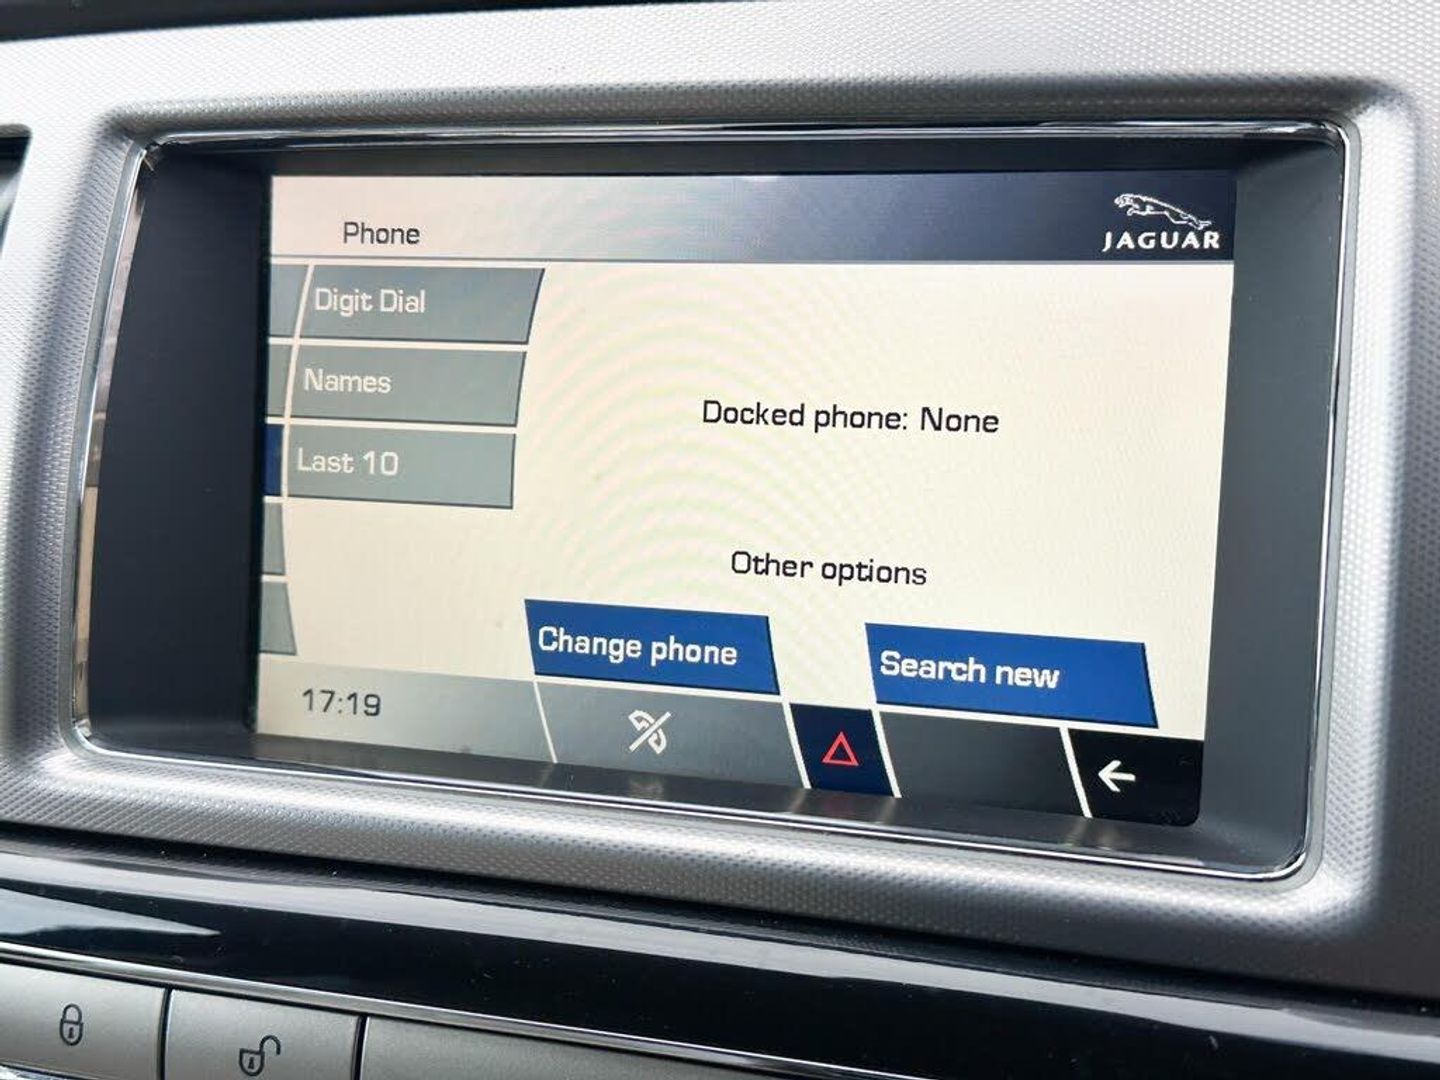 Phone
JAGUAR
Digit Dial
Names
Last 10
Docked phone: None
Other options
Change phone
Search new
17:19